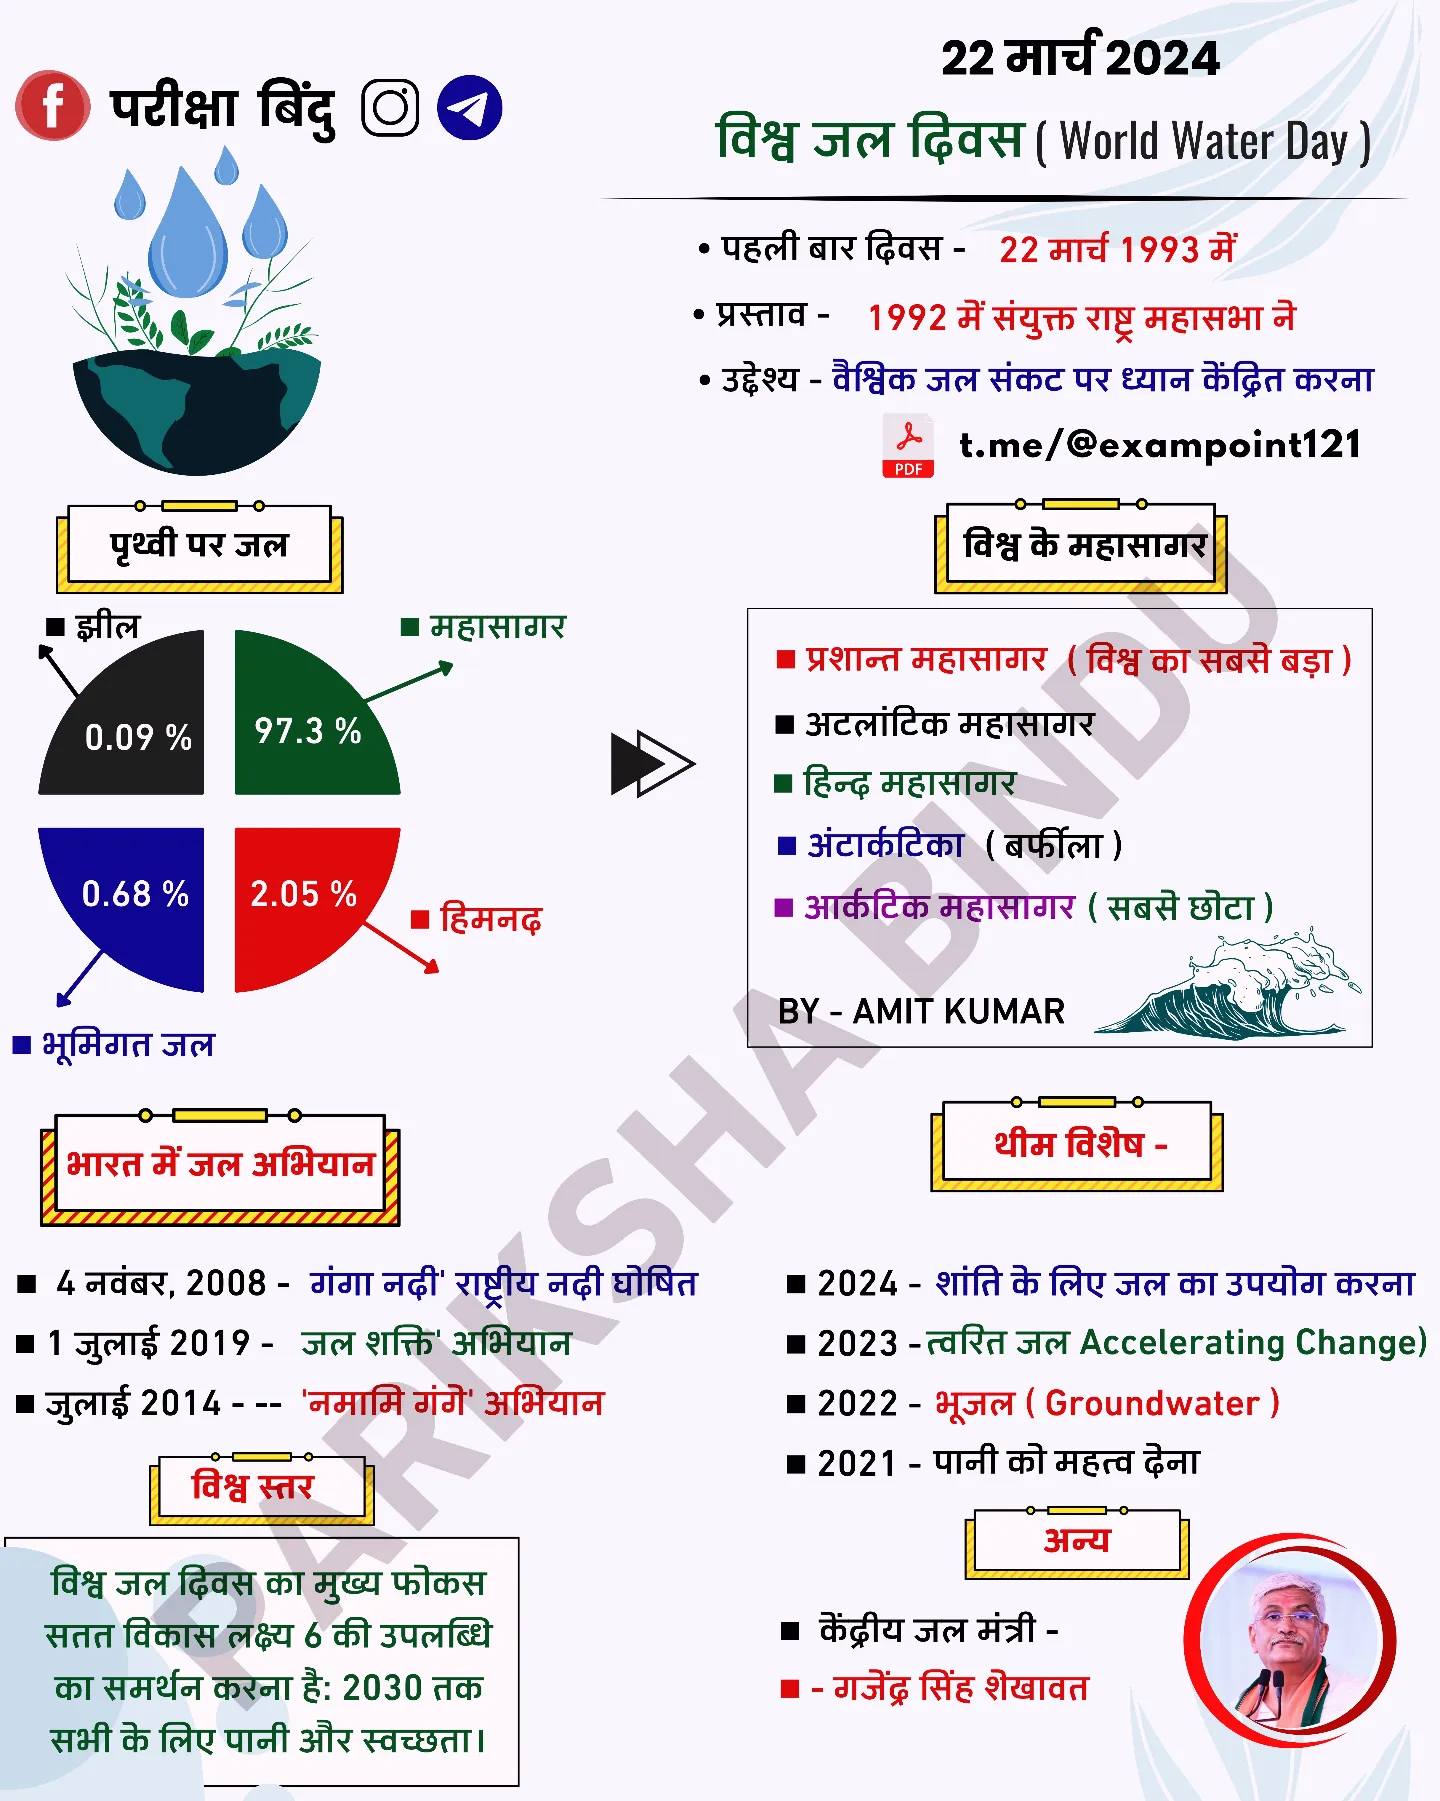 परीक्षा बिंदु
22 मार्च 2024
विश्व जल दिवस ( World Water Day )
• पहली बार दिवस - 22 मार्च 1993 में
• प्रस्ताव - 1992 में संयुक्त राष्ट्र महासभा ने
• उद्देश्य - वैश्विक जल संकट पर ध्यान केंद्रित करना
PDF
t.me/@exampoint121
पृथ्वी पर जल
झील
महासागर
0.09 %
97.3 %
0.68 %
2.05 %
हिमनद
भूमिगत जल
विश्व के महासागर
प्रशान्त महासागर ( विश्व का सबसे बड़ा )
अटलांटिक महासागर
हिन्द महासागर
अंटार्कटिका ( बर्फीला )
आर्कटिक महासागर ( सबसे छोटा )
BY - AMIT KUMAR
PARIKSHA BINDU
भारत में जल अभियान
4 नवंबर, 2008 - गंगा नदी' राष्ट्रीय नदी घोषित
1 जुलाई 2019 - जल शक्ति' अभियान
जुलाई 2014 - -- 'नमामि गंगे' अभियान
थीम विशेष -
2024 - शांति के लिए जल का उपयोग करना
2023 - त्वरित जल Accelerating Change)
2022 - भूजल ( Groundwater )
2021 - पानी को महत्व देना
विश्व स्तर
विश्व जल दिवस का मुख्य फोकस
सतत विकास लक्ष्य 6 की उपलब्धि
का समर्थन करना है: 2030 तक
सभी के लिए पानी और स्वच्छता।
अन्य
केंद्रीय जल मंत्री -
- गजेंद्र सिंह शेखावत